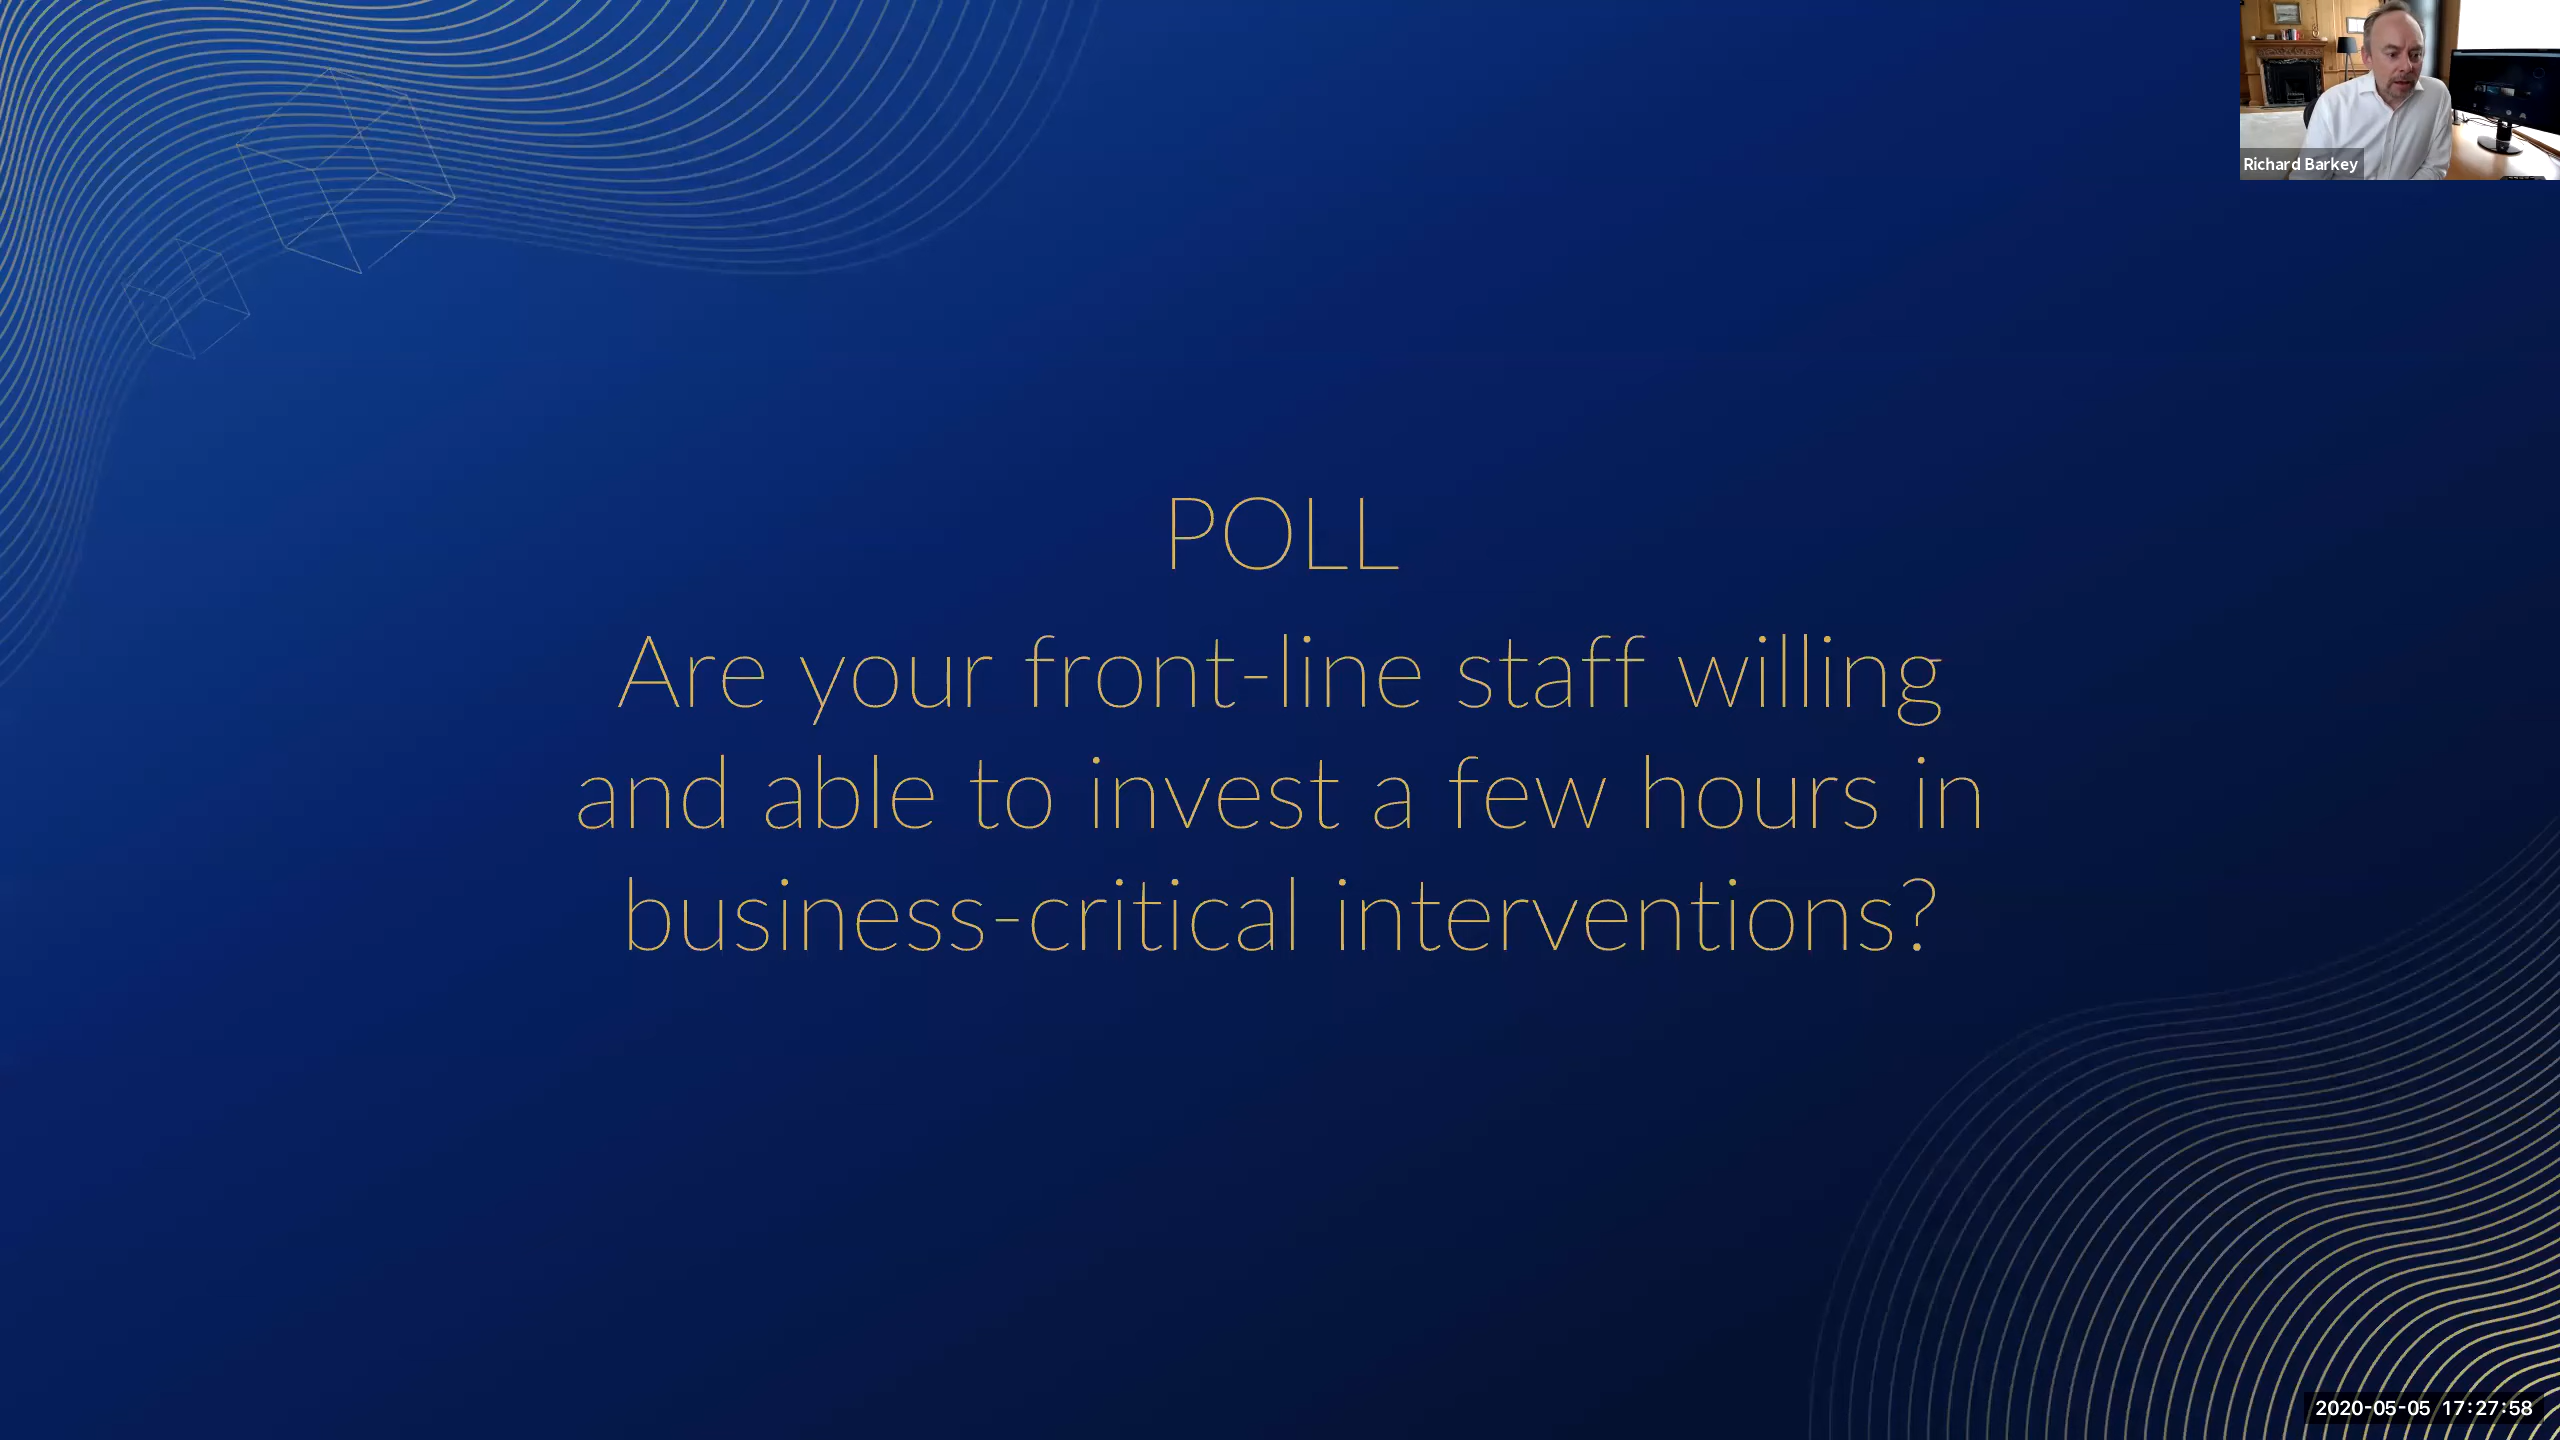 Richard Barkey
POLL
Are your front-line staff willing
and able to invest a few hours in
business-critical interventions?
2020-05-05 17:27:58